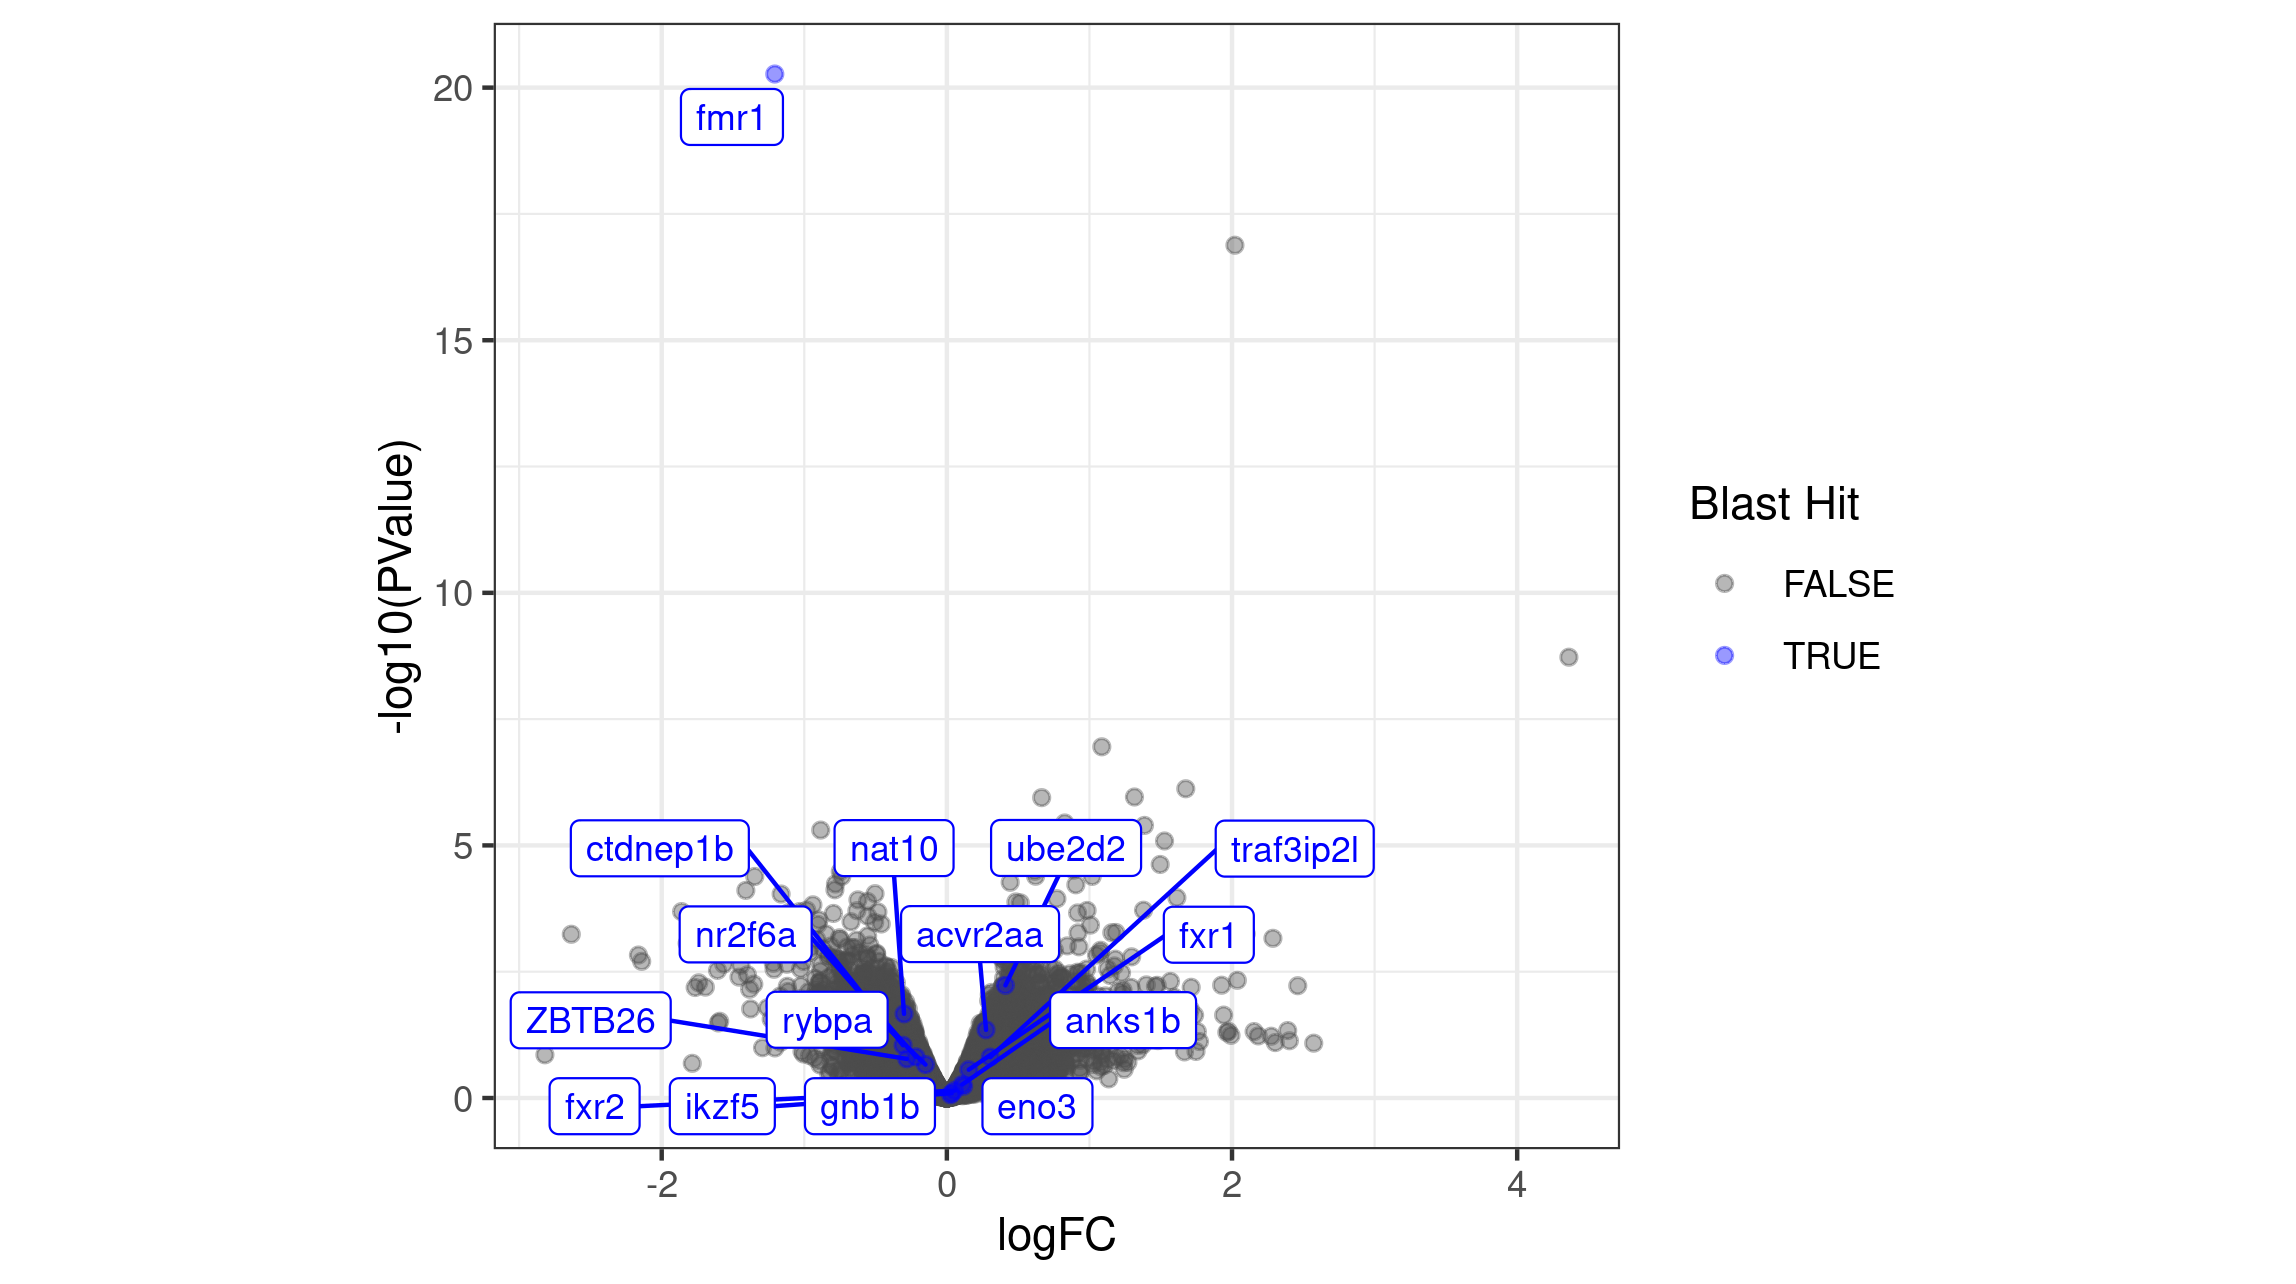 20
fmr1
15
-log10(PValue)
Blast Hit
FALSE
10
TRUE
5
ctdnep1b
nat10
ube2d2
traf3ip2l
nr2f6a
acvr2aa
fxr1
ZBTB26
rybpa
anks1b
0
fxr2
ikzf5
gnb1b
eno3
-2
0
2
4
logFC